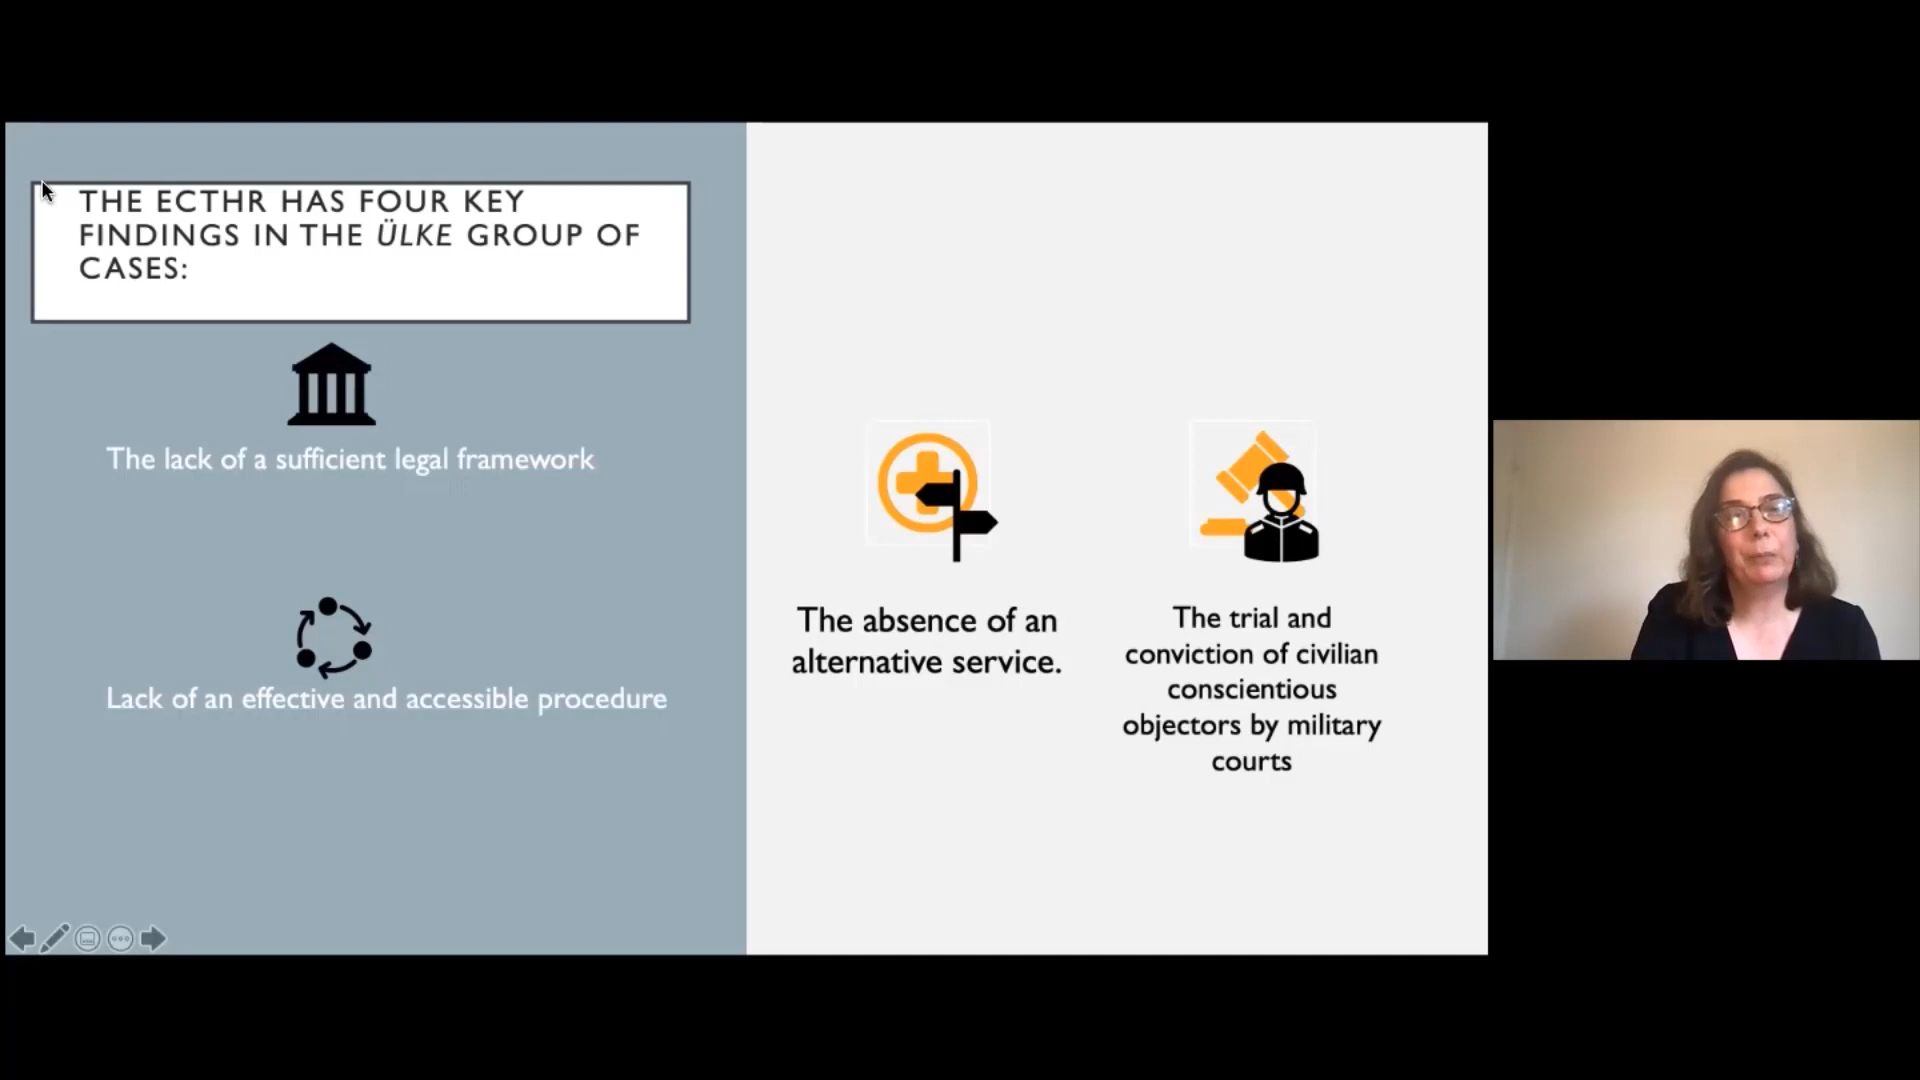 THE ECTHR HAS FOUR KEY
FINDINGS IN THE ÜLKE GROUP OF
CASES:
The lack of a sufficient legal framework
Lack of an effective and accessible procedure
The absence of an
alternative service.
The trial and
conviction of civilian
conscientious
objectors by military
courts